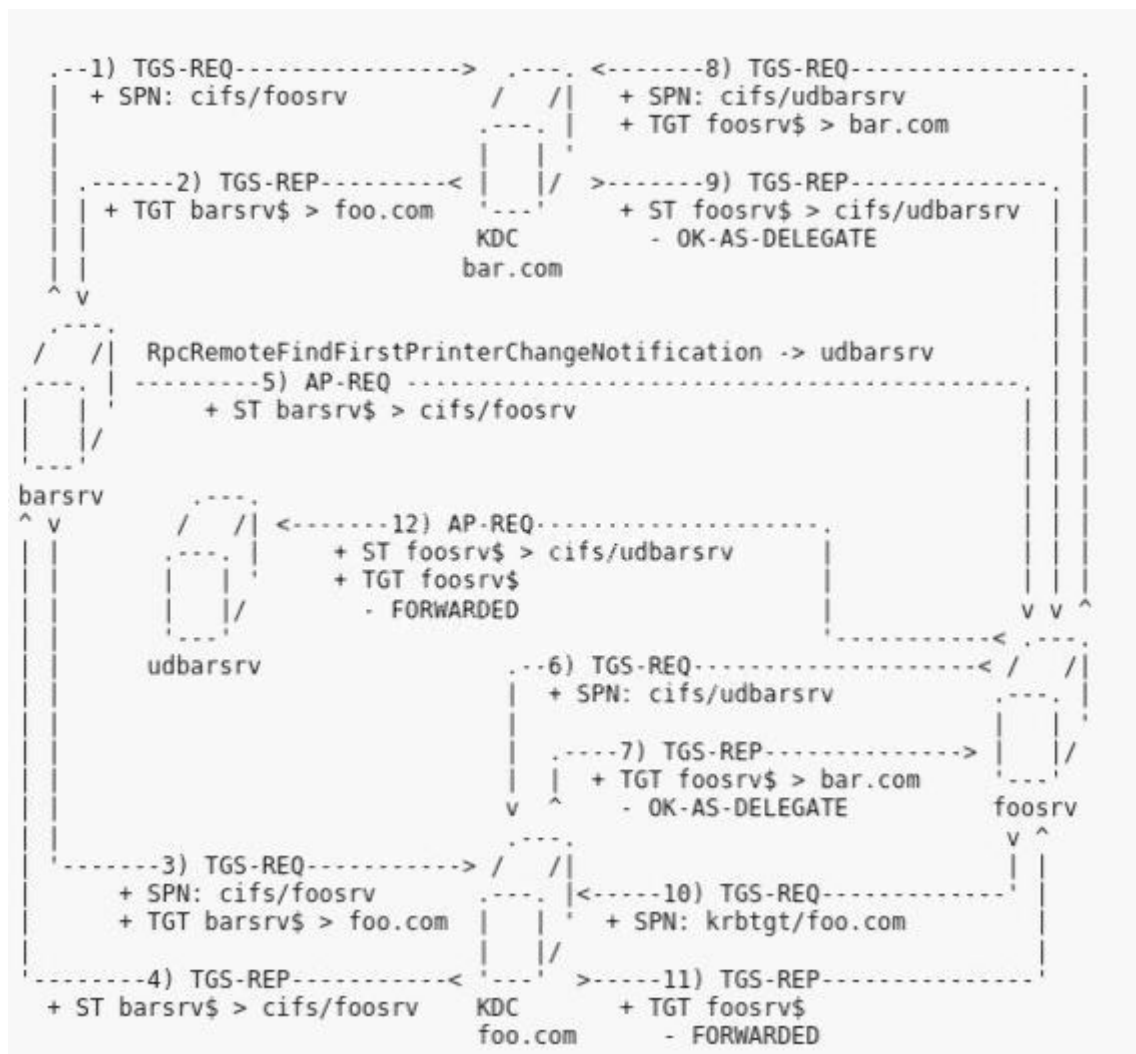 1) TGS-REQ
8) TGS-REQ
+ SPN: cifs/foosrv
+ SPN: cifs/udbarsrv
+ TGT foosrv$ > bar.com
2) TGS-REP
9) TGS-REP
+ TGT barsrv$ > foo.com
+ ST foosrv$ > cifs/udbarsrv
KDC
- OK-AS-DELEGATE
bar.com
RpcRemoteFindFirstPrinterChangeNotification -> udbarsrv
5) AP-REQ
+ ST barsrv$ > cifs/foosrv
barsrv
12) AP-REQ
+ ST foosrv$ > cifs/udbarsrv
+ TGT foosrv$
- FORWARDED
udbarsrv
6) TGS-REQ
+ SPN: cifs/udbarsrv
7) TGS-REP
+ TGT foosrv$ > bar.com
- OK-AS-DELEGATE
foosrv
3) TGS-REQ
+ SPN: cifs/foosrv
10) TGS-REQ
+ TGT barsrv$ > foo.com
+ SPN: krbtgt/foo.com
4) TGS-REP
11) TGS-REP
+ ST barsrv$ > cifs/foosrv
KDC
+ TGT foosrv$
foo.com
- FORWARDED